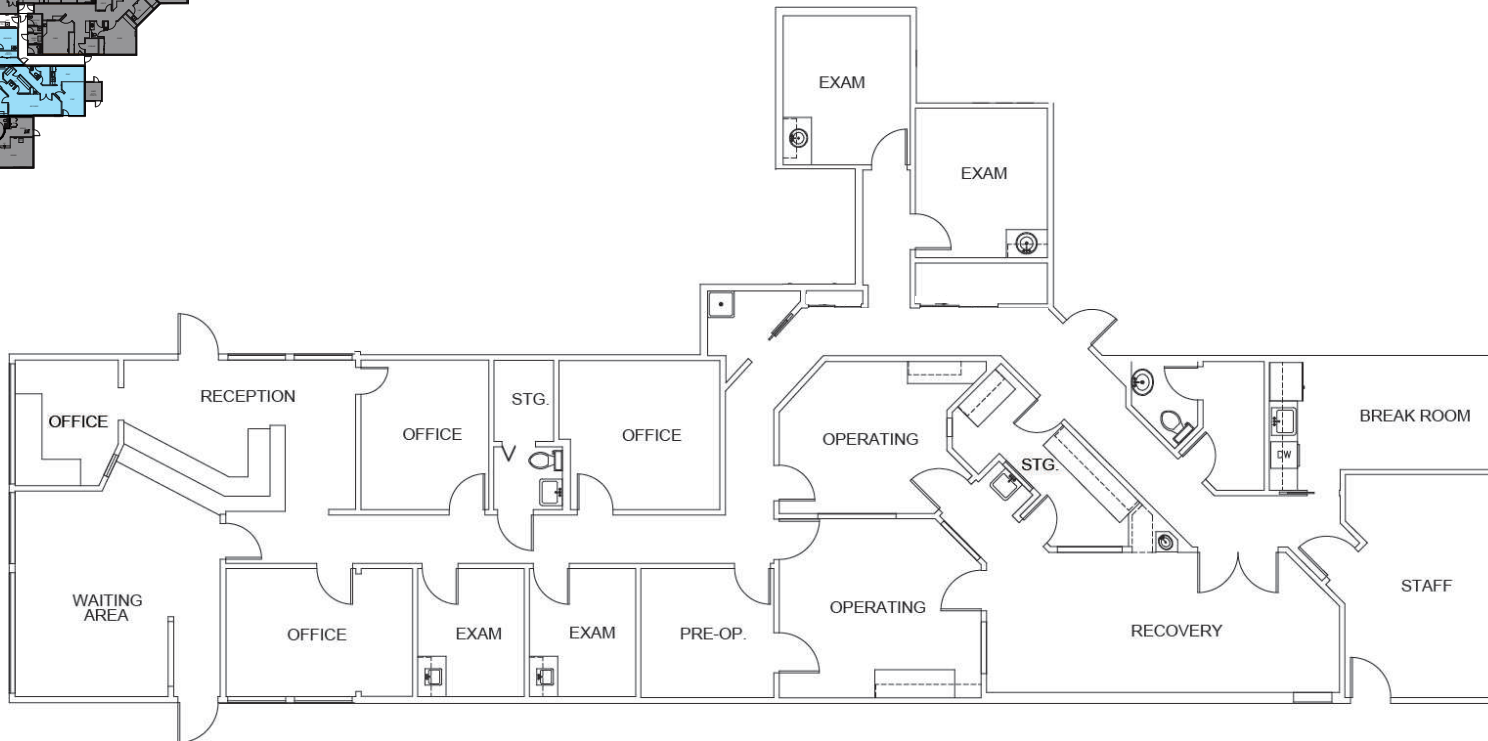 EXAM
EXAM
RECEPTION
OFFICE
STG.
OFFICE
OFFICE
OPERATING
BREAK ROOM
DW
STG.
WAITING
AREA
OFFICE
EXAM
EXAM
PRE-OP.
OPERATING
RECOVERY
STAFF